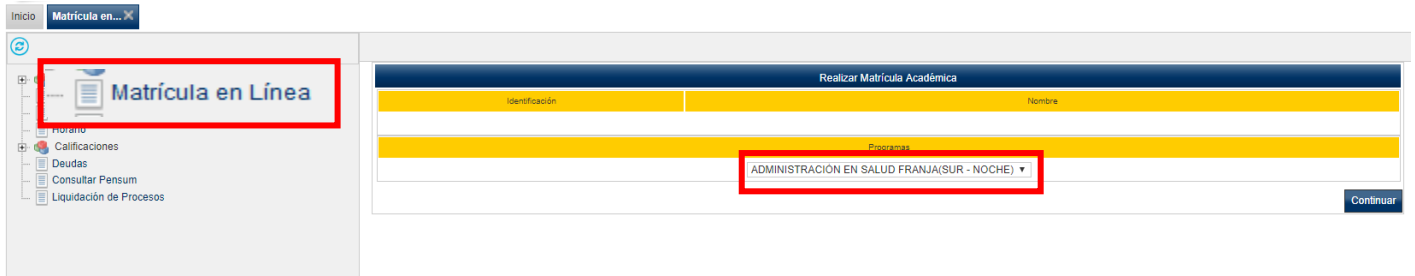 Inicio
Matrícula en...
Matrícula en Línea
Horario
Calificaciones
Deudas
Consultar Pensum
Liquidación de Procesos
Realizar Matrícula Académica
Identificación
Nombre
Programas
ADMINISTRACIÓN EN SALUD FRANJA(SUR - NOCHE)
Continuar